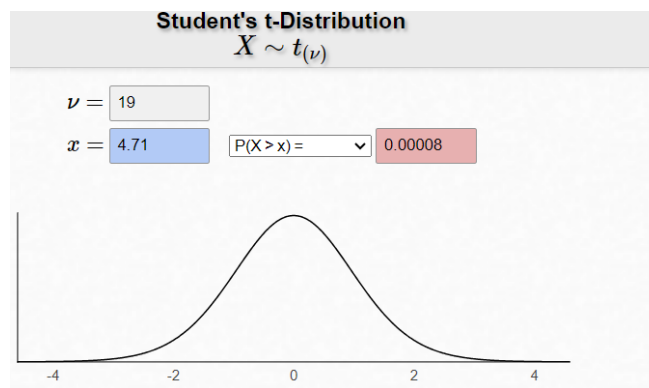 Student's t-Distribution
X ∼ t(ν)
ν = 19
x = 4.71 P(X > x) = 0.00008
-4 -2 0 2 4